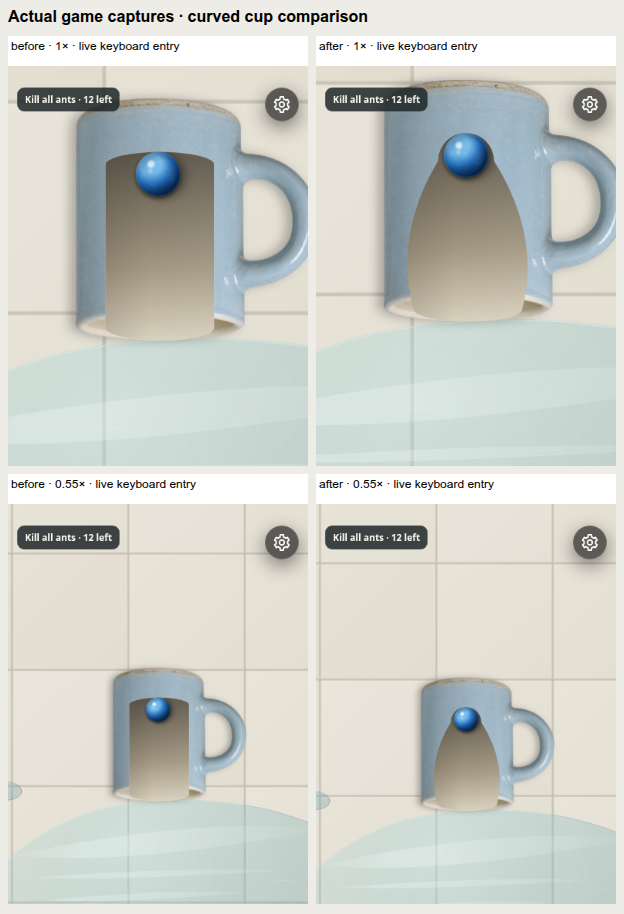 Actual game captures · curved cup comparison
before · 1× · live keyboard entry
after · 1× · live keyboard entry
Kill all ants · 12 left
Kill all ants · 12 left
before · 0.55× · live keyboard entry
after · 0.55× · live keyboard entry
Kill all ants · 12 left
Kill all ants · 12 left